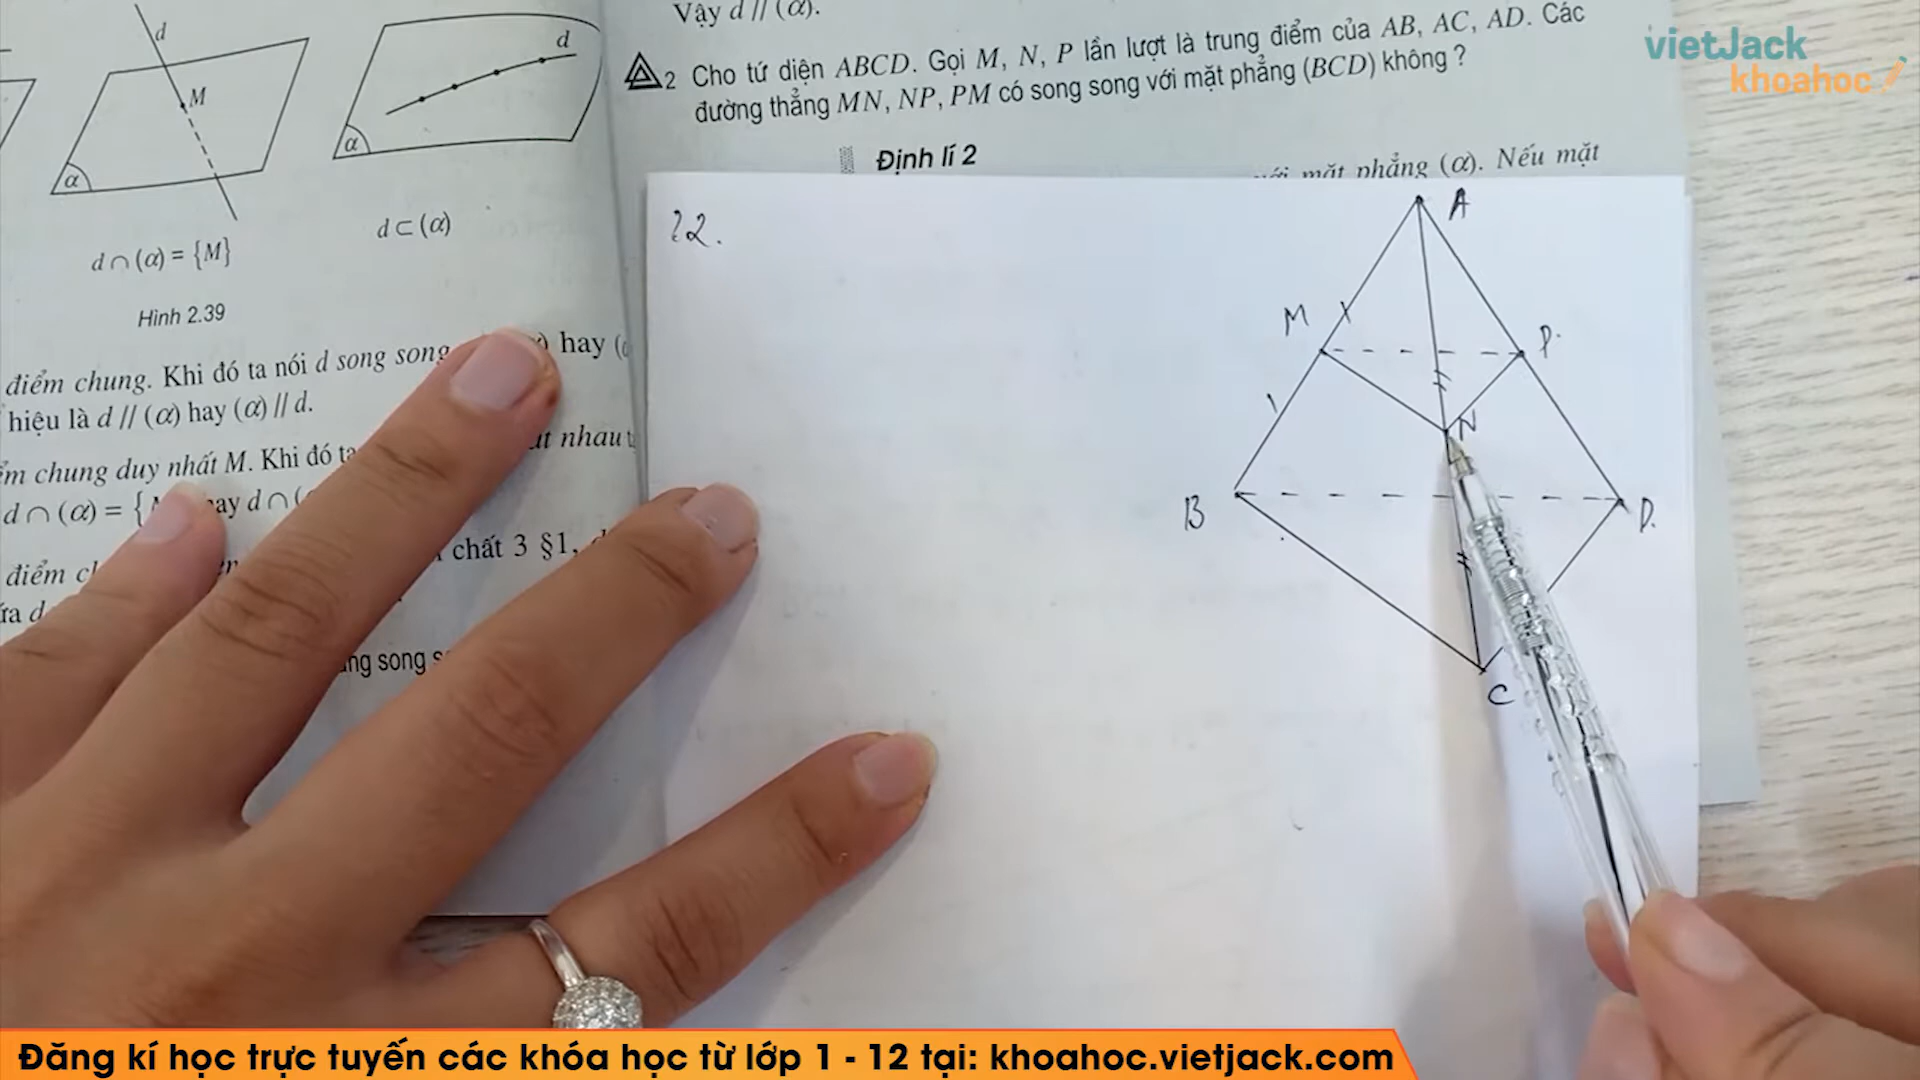 d
M
α
d ∩ (α) = {M}
d
α
d ⊂ (α)
Hình 2.39
điểm chung. Khi đó ta nói d song song hay
hiệu là d // (α) hay (α) // d.
nhau
ểm chung duy nhất M. Khi đó ta
d ∩ (α) = { hay d ∩ (
chất 3 §1,
điểm
d
ng song
Vậy d // (α).
2 Cho tứ diện ABCD. Gọi M, N, P lần lượt là trung điểm của AB, AC, AD. Các
đường thẳng MN, NP, PM có song song với mặt phẳng (BCD) không ?
Định lí 2
mặt phẳng (α). Nếu mặt
?2.
A
M
P.
N
B
D.
C
vietJack
khoahoc
Đăng kí học trực tuyến các khóa học từ lớp 1 - 12 tại: khoahoc.vietjack.com